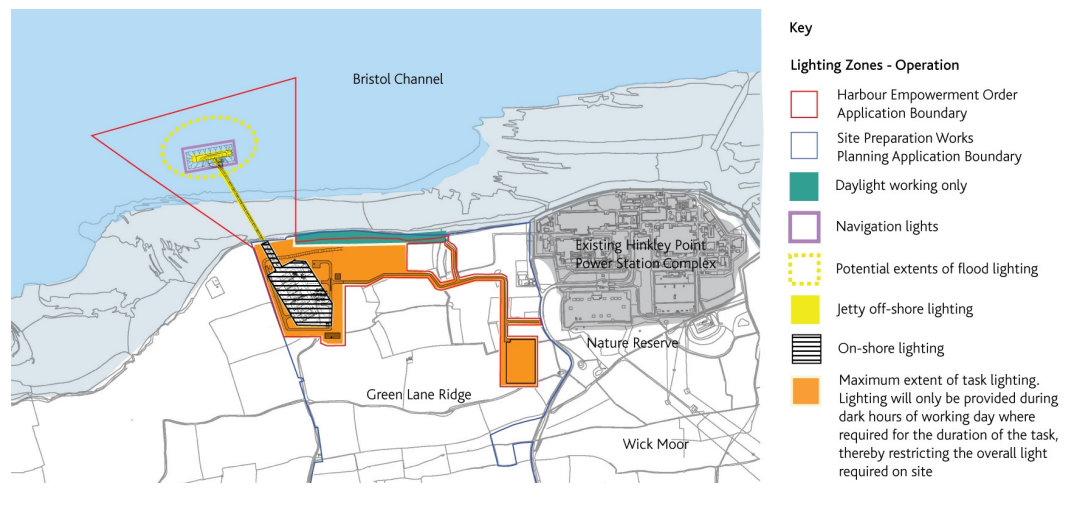 Bristol Channel
Existing Hinkley Point
Power Station Complex
Nature Reserve
Green Lane Ridge
Wick Moor
Key
Lighting Zones - Operation
Harbour Empowerment Order
Application Boundary
Site Preparation Works
Planning Application Boundary
Daylight working only
Navigation lights
Potential extents of flood lighting
Jetty off-shore lighting
On-shore lighting
Maximum extent of task lighting.
Lighting will only be provided during
dark hours of working day where
required for the duration of the task,
thereby restricting the overall light
required on site